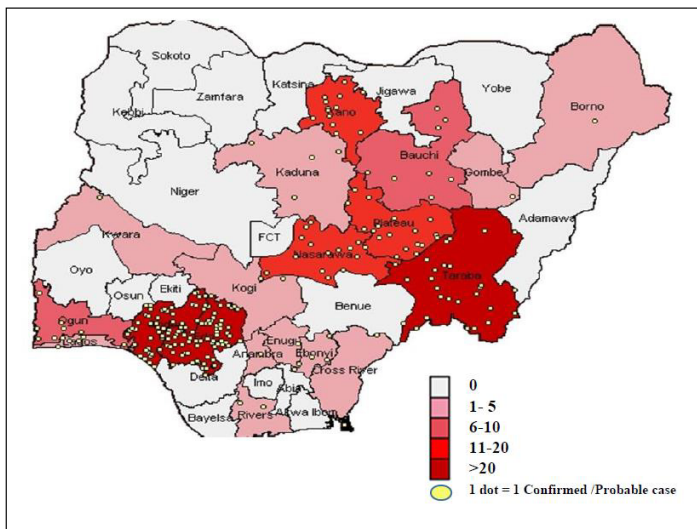 Sokoto
Katsina
Jigawa
Yobe
Zamfara
Kebbi
Kano
Borno
Bauchi
Gombe
Kaduna
Niger
Adamawa
Plateau
FCT
Kwara
Nasarawa
Taraba
Oyo
Kogi
Ekiti
Osun
Benue
Ogun
Lagos
Enugu
Anambra
Ebonyi
Cross River
Delta
Imo
Abia
Rivers
Akwa Ibom
Bayelsa
0
1- 5
6-10
11-20
>20
1 dot = 1 Confirmed /Probable case